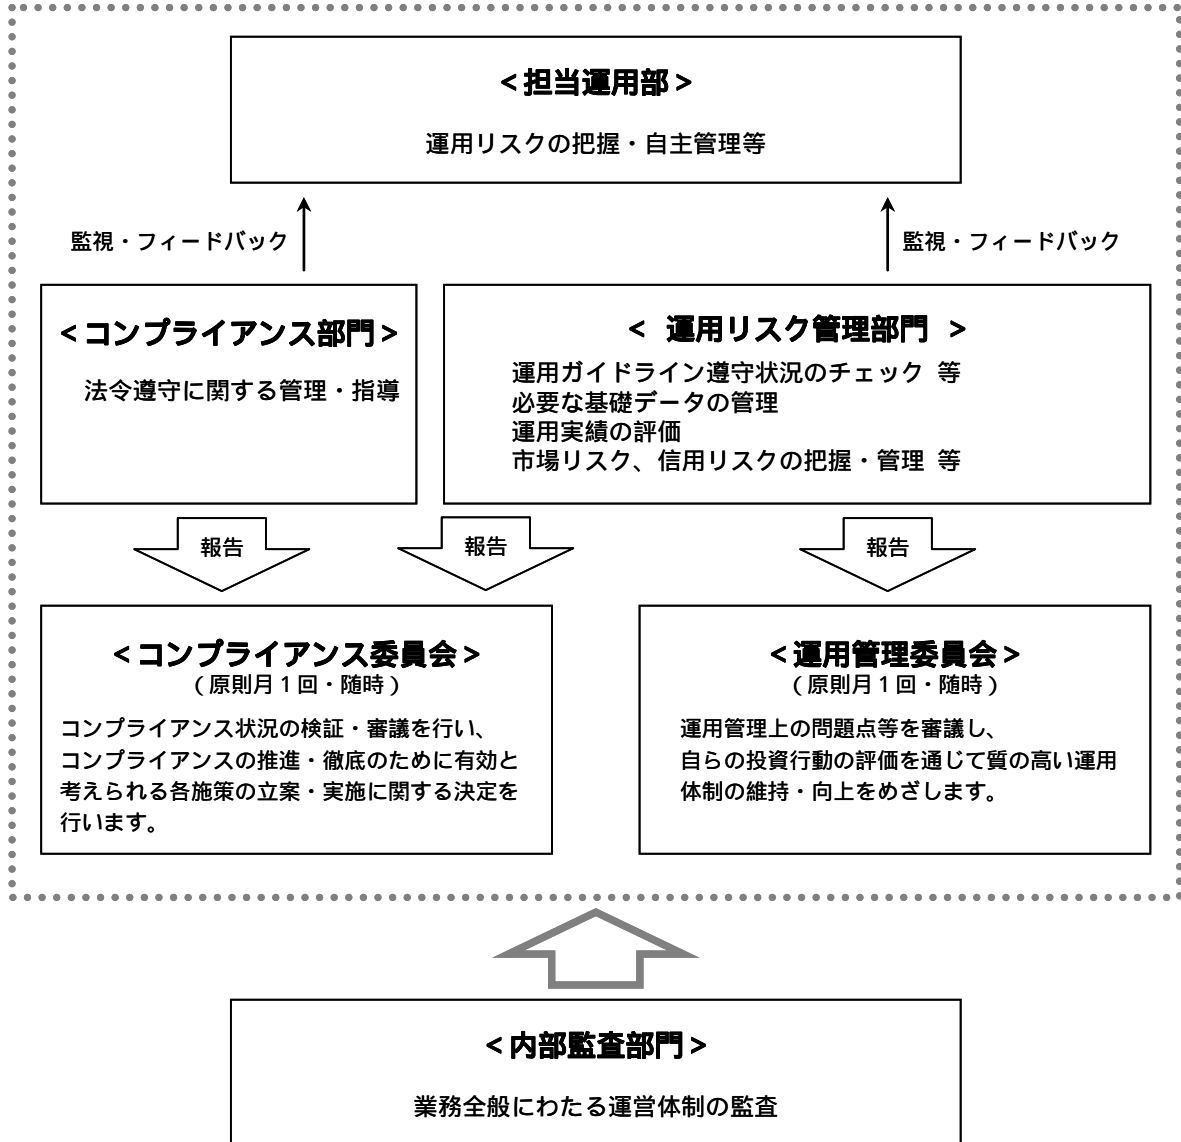 ＜担当運用部＞
運用リスクの把握・自主管理等
監視・フィードバック
監視・フィードバック
＜コンプライアンス部門＞
法令遵守に関する管理・指導
＜ 運用リスク管理部門 ＞
運用ガイドライン遵守状況のチェック 等
必要な基礎データの管理
運用実績の評価
市場リスク、信用リスクの把握・管理 等
報告
報告
報告
＜コンプライアンス委員会＞
（原則月１回・随時）
コンプライアンス状況の検証・審議を行い、
コンプライアンスの推進・徹底のために有効と
考えられる各施策の立案・実施に関する決定を
行います。
＜運用管理委員会＞
（原則月１回・随時）
運用管理上の問題点等を審議し、
自らの投資行動の評価を通じて質の高い運用
体制の維持・向上をめざします。
＜内部監査部門＞
業務全般にわたる運営体制の監査